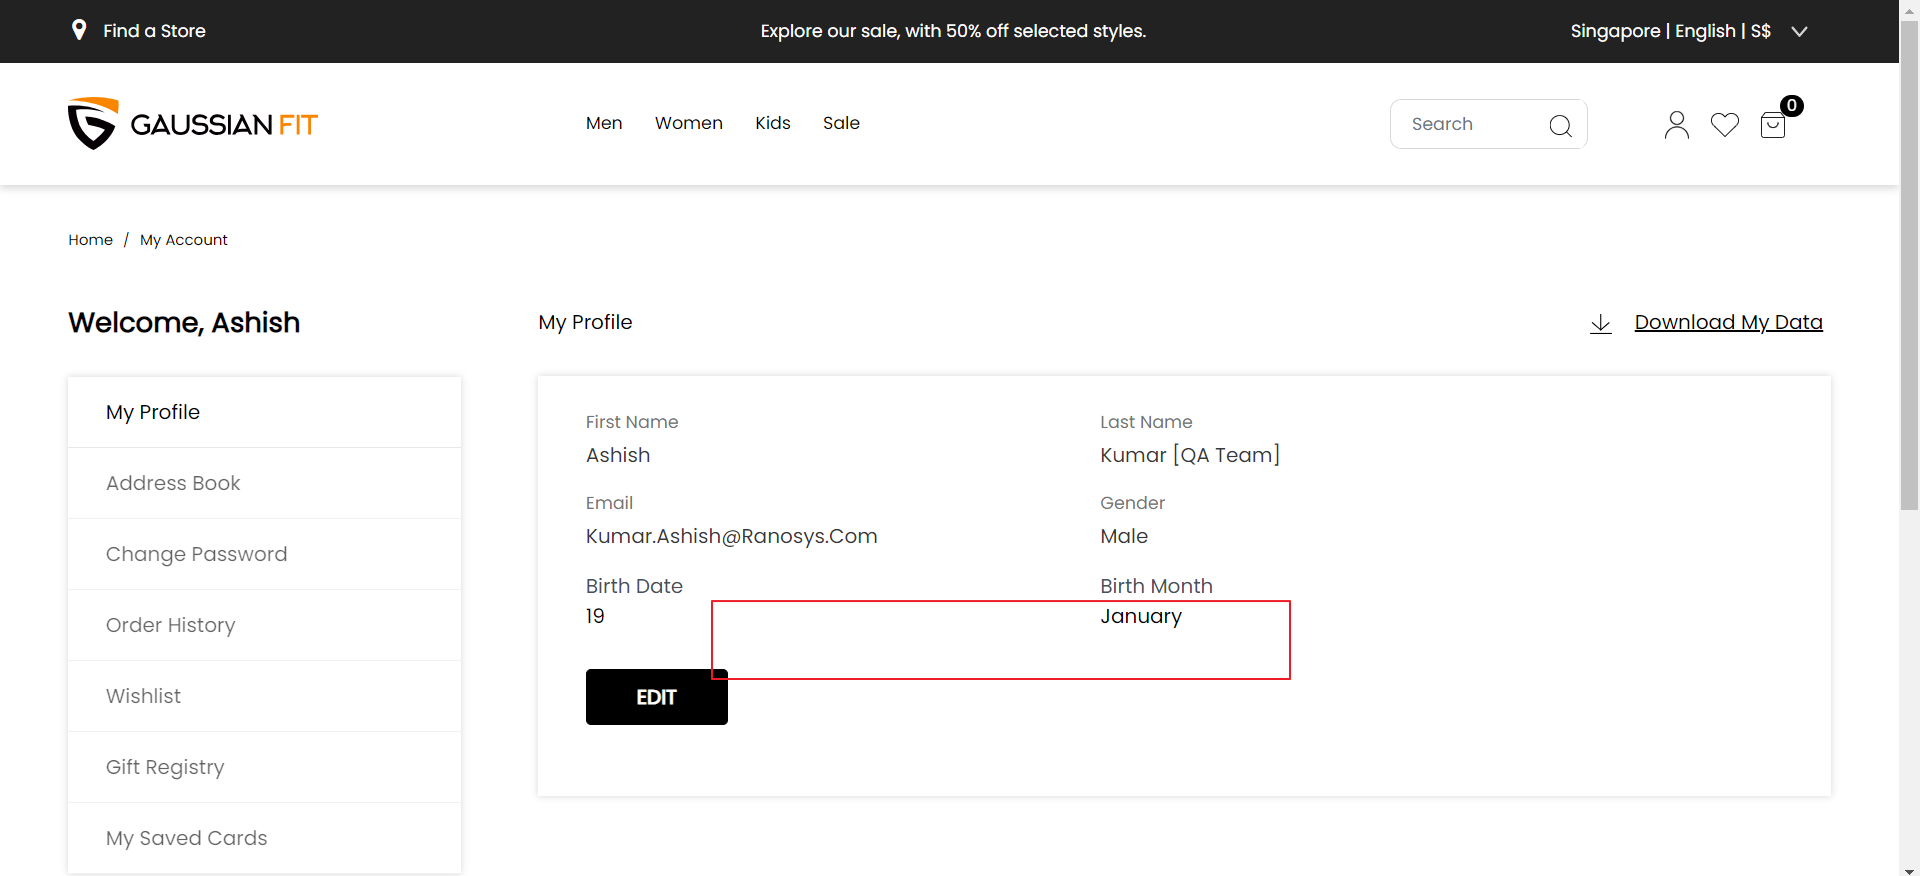 Find a Store
Explore our sale, with 50% off selected styles.
Singapore | English | S$
GAUSSIAN FIT
Men Women Kids Sale
Search
0
Home / My Account
Welcome, Ashish
My Profile
Download My Data
My Profile
Address Book
Change Password
Order History
Wishlist
Gift Registry
My Saved Cards
First Name
Ashish
Last Name
Kumar [QA Team]
Email
Kumar.Ashish@Ranosys.Com
Gender
Male
Birth Date
19
Birth Month
January
EDIT